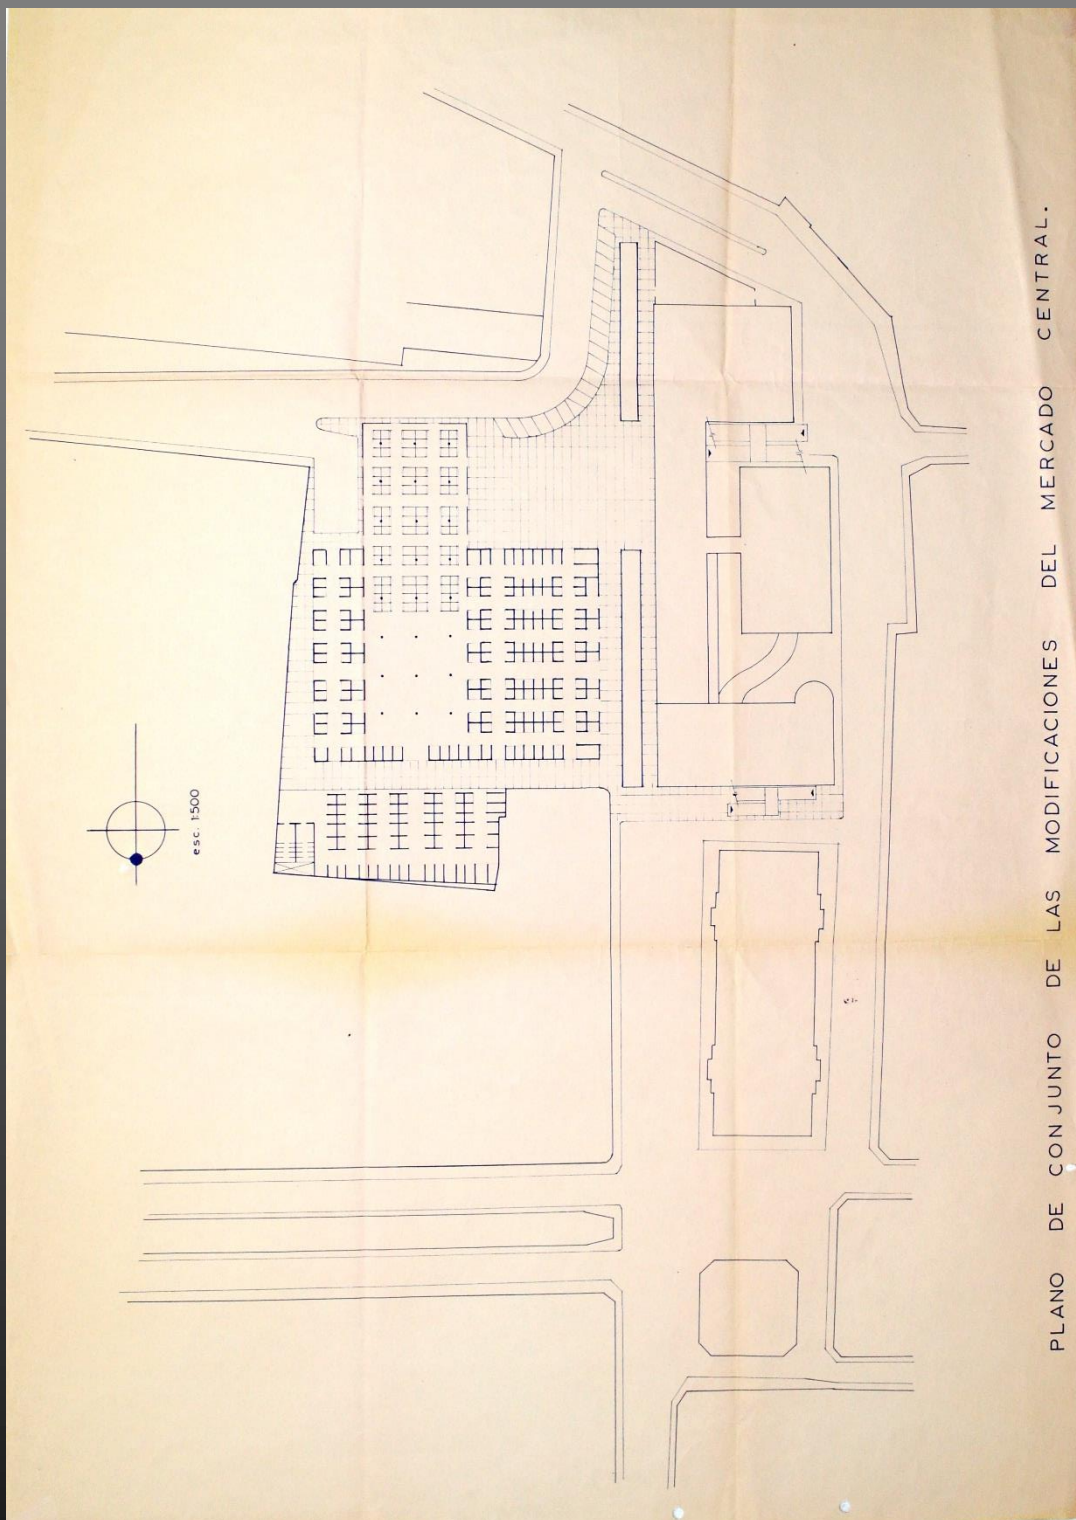 esc. 1:500
PLANO DE CONJUNTO DE LAS MODIFICACIONES DEL MERCADO CENTRAL.